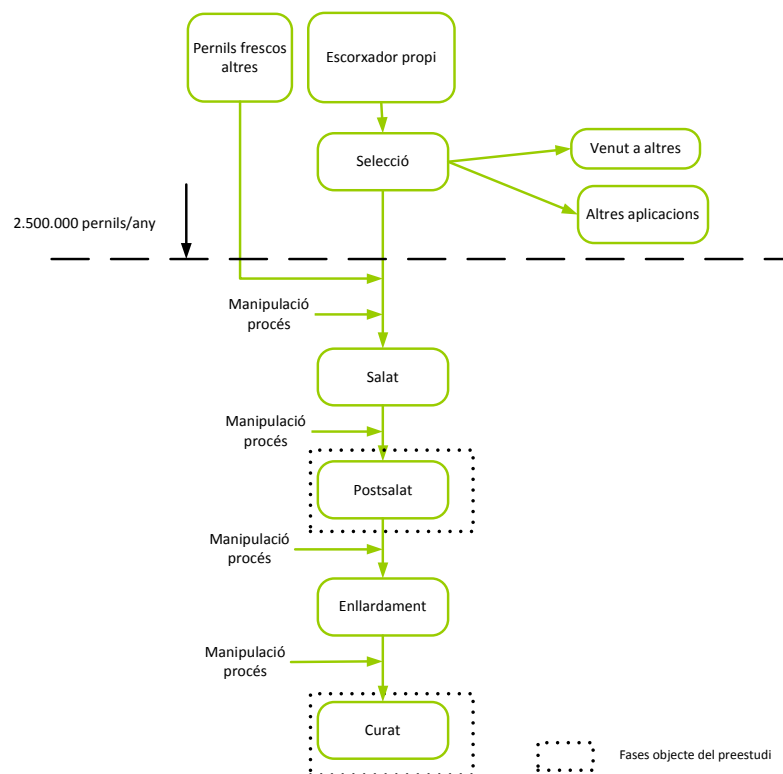 Pernils frescos
altres
Escorxador propi
Selecció
Venut a altres
Altres aplicacions
2.500.000 pernils/any
Manipulació
procés
Salat
Manipulació
procés
Postsalat
Manipulació
procés
Enllardament
Manipulació
procés
Curat
Fases objecte del preestudi